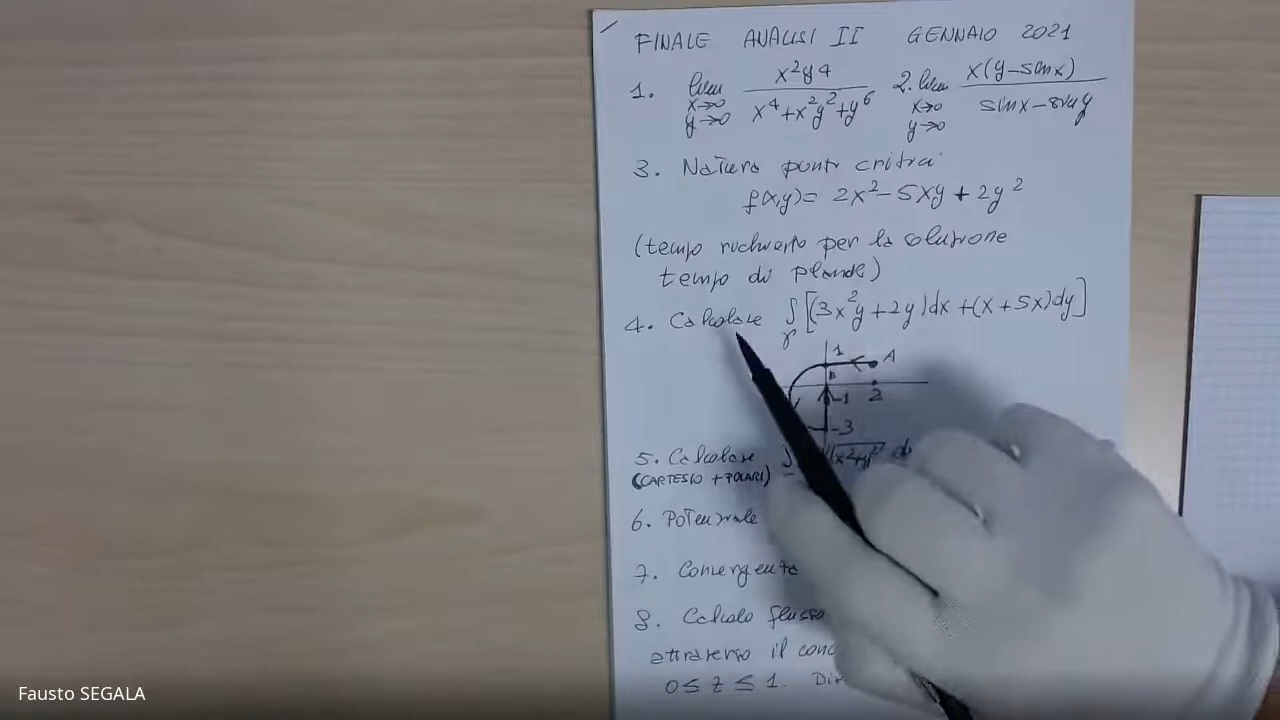 FINALE ANALISI II GENNAIO 2021
1. lim x→0 y→0 x²y4 / x⁴+x²y²+y⁶ 2. lim x→0 y→0 x(y-sinx) / sinx-siny
3. Natura punti critici
f(x,y)= 2x²-5xy+2y²
(tempo richiesto per la soluzione
tempo di Planck)
4. Calcolare ∫γ [(3x²y+2y)dx+(x+5x)dy]
1 A
B
-1 2
-3
5. Calcolare ∫ √x²+y² d
(CARTESIO + POLARI)
6. Potenziale
7. Convergenza
8. Calcolo flusso
attraverso il cono
0≤ z ≤ 1. Dir
Fausto SEGALA